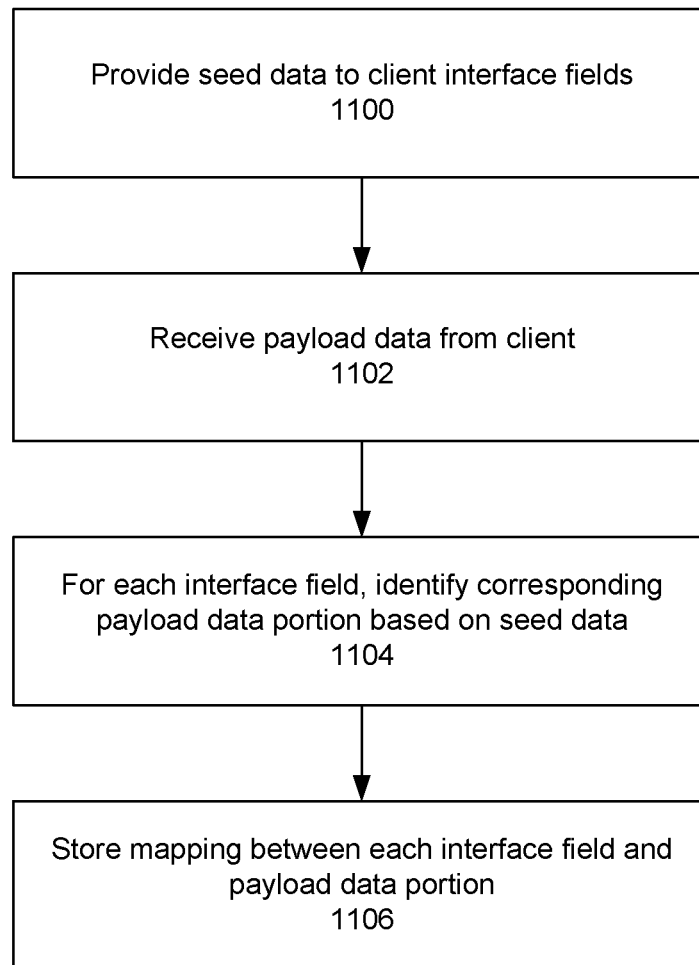 Provide seed data to client interface fields
1100
Receive payload data from client
1102
For each interface field, identify corresponding
payload data portion based on seed data
1104
Store mapping between each interface field and
payload data portion
1106